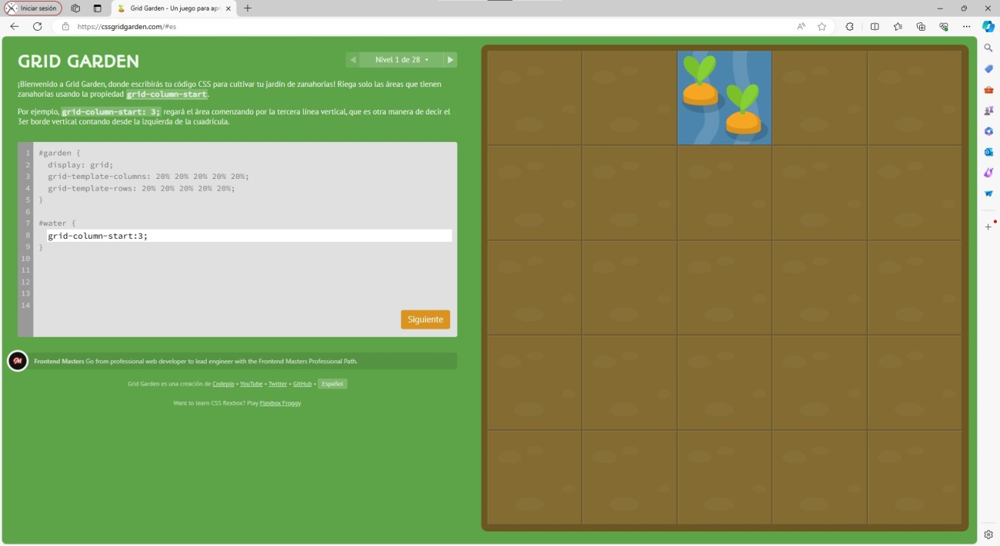 Iniciar sesión
Grid Garden - Un juego para apr
https://cssgridgarden.com/#es
GRID GARDEN
Nivel 1 de 28
¡Bienvenido a Grid Garden, donde escribirás tu código CSS para cultivar tu jardín de zanahorias! Riega solo las áreas que tienen
zanahorias usando la propiedad grid-column-start.
Por ejemplo, grid-column-start: 3; regará el área comenzando por la tercera línea vertical, que es otra manera de decir el
3er borde vertical contando desde la izquierda de la cuadrícula.
1 #garden {
2 display: grid;
3 grid-template-columns: 20% 20% 20% 20% 20%;
4 grid-template-rows: 20% 20% 20% 20% 20%;
5 }
6
7 #water {
8 grid-column-start:3;
9 }
10
11
12
13
14
Siguiente
Frontend Masters Go from professional web developer to lead engineer with the Frontend Masters Professional Path.
Grid Garden es una creación de Codepip • YouTube • Twitter • GitHub • Español
Want to learn CSS flexbox? Play Flexbox Froggy.